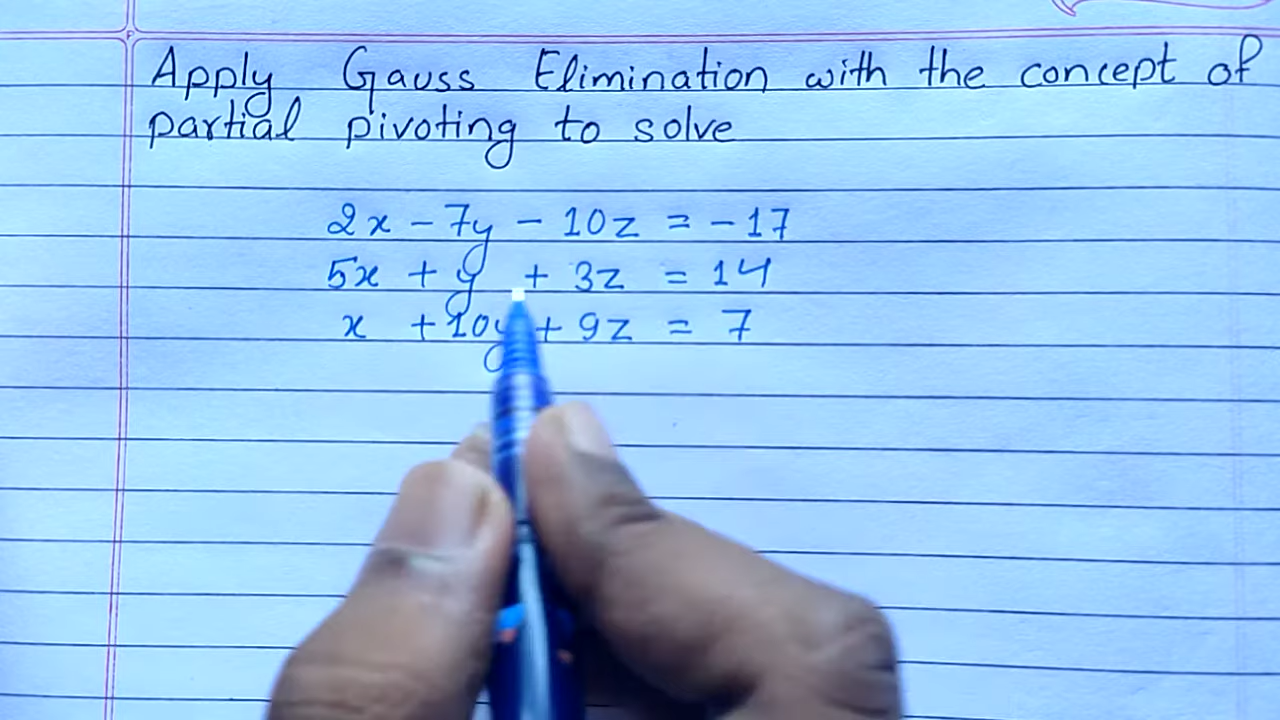 Apply Gauss Elimination with the concept of
partial pivoting to solve
2x - 7y - 10z = -17
5x + y + 3z = 14
x + 10y + 9z = 7